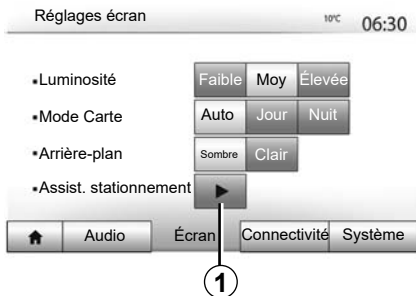 Réglages écran 10°C 06:30
▪Luminosité Faible Moy Élevée
▪Mode Carte Auto Jour Nuit
▪Arrière-plan Sombre Clair
▪Assist. stationnement
Audio Écran Connectivité Système
1